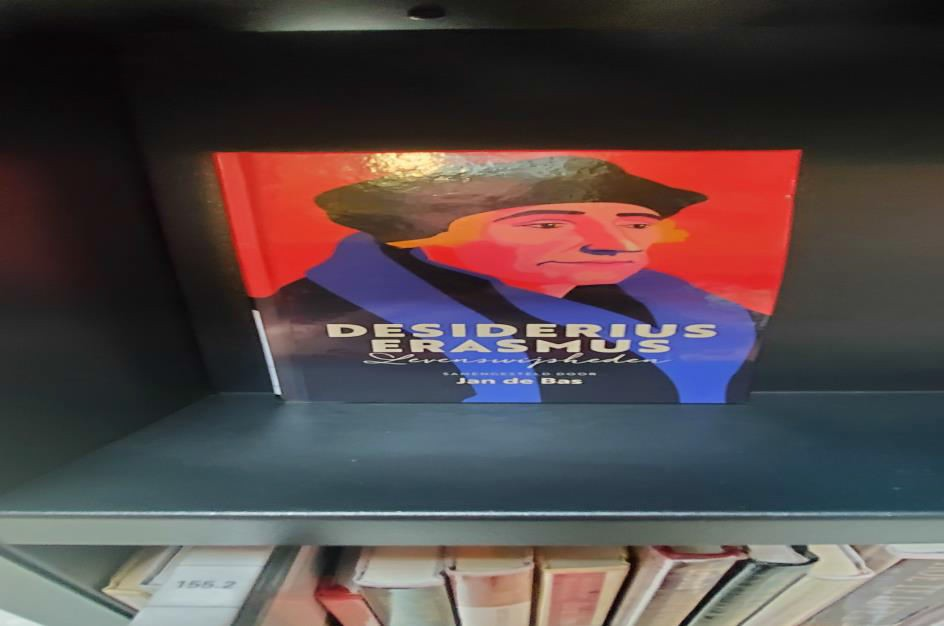 DESIDERIUS
ERASMUS
Levenswijsheden
SAMENGESTELD DOOR
Jan de Bas
155.2